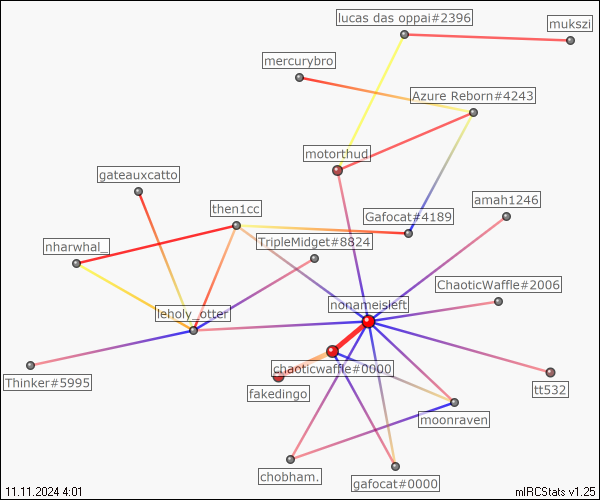 lucas das oppai#2396
mukszi
mercurybro
Azure Reborn#4243
motorthud
gateauxcatto
amah1246
then1cc
Gafocat#4189
nharwhal_
TripleMidget#8824
ChaoticWaffle#2006
nonameisleft
leholy_otter
chaoticwaffle#0000
Thinker#5995
fakedingo
tt532
moonraven
chobham.
gafocat#0000
11.11.2024 4:01
mIRCStats v1.25